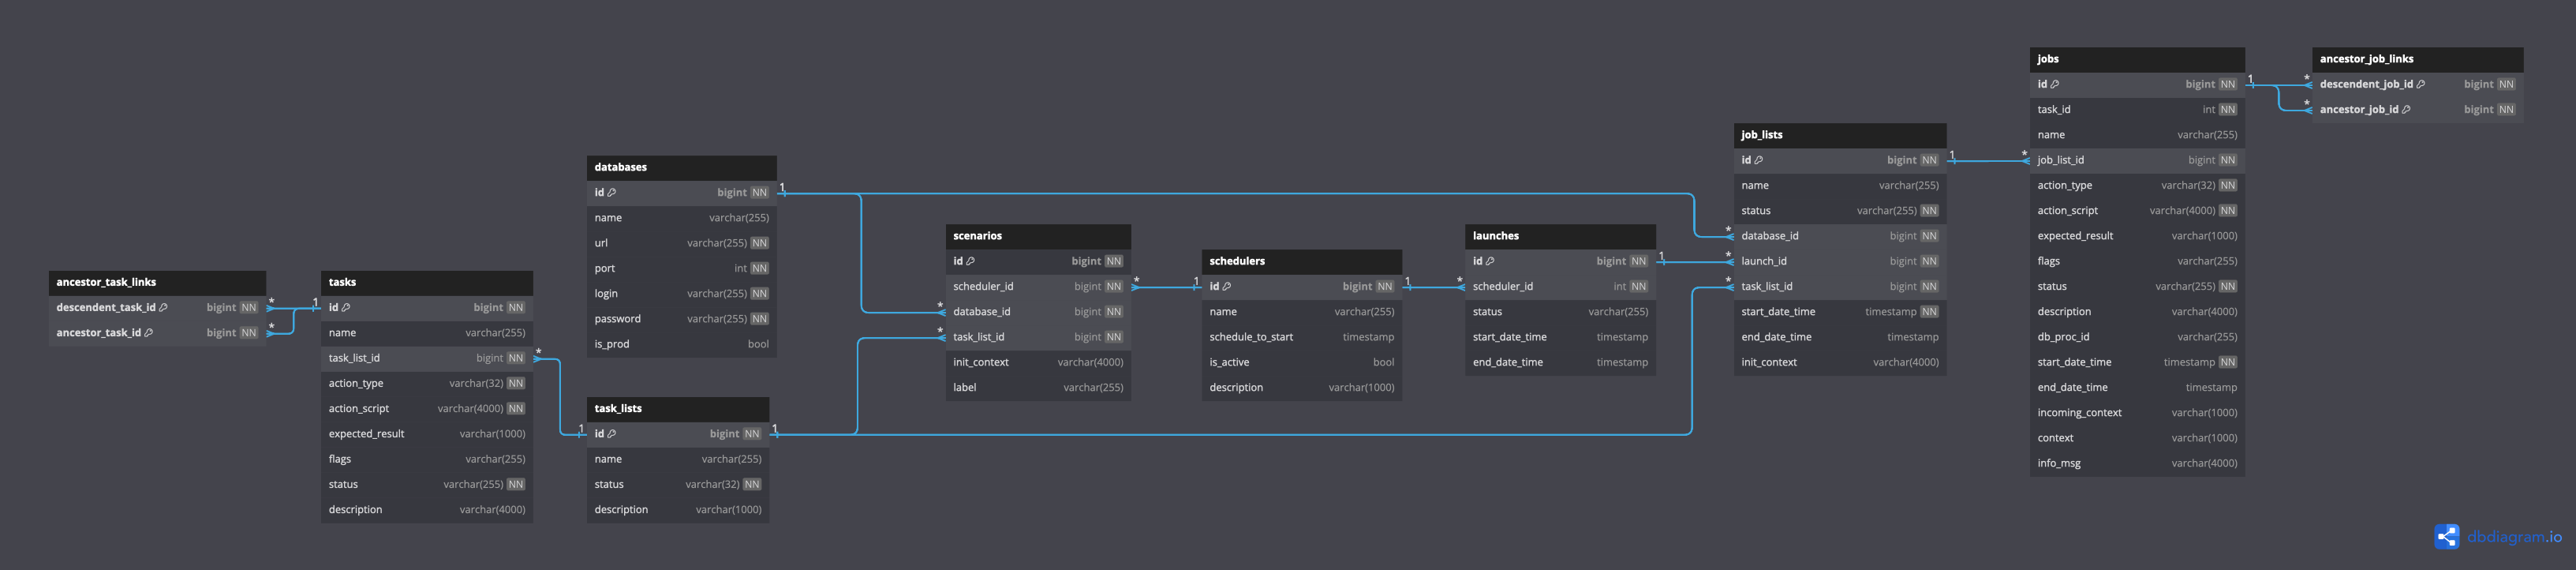 ancestor_task_links
descendent_task_id bigint NN
ancestor_task_id bigint NN
* 1
*
tasks
id bigint NN
name varchar(255)
task_list_id bigint NN
action_type varchar(32) NN
action_script varchar(4000) NN
expected_result varchar(1000)
flags varchar(255)
status varchar(255) NN
description varchar(4000)
* 1
databases
id bigint NN
name varchar(255)
url varchar(255) NN
port int NN
login varchar(255) NN
password varchar(255) NN
is_prod bool
1
task_lists
id bigint NN
name varchar(255)
status varchar(32) NN
description varchar(1000)
1
*
*
scenarios
id bigint NN
scheduler_id bigint NN
database_id bigint NN
task_list_id bigint NN
init_context varchar(4000)
label varchar(255)
* 1
schedulers
id bigint NN
name varchar(255)
schedule_to_start timestamp
is_active bool
description varchar(1000)
1 *
launches
id bigint NN
scheduler_id int NN
status varchar(255)
start_date_time timestamp
end_date_time timestamp
*
1 *
*
job_lists
id bigint NN
name varchar(255)
status varchar(255) NN
database_id bigint NN
launch_id bigint NN
task_list_id bigint NN
start_date_time timestamp NN
end_date_time timestamp
init_context varchar(4000)
1 *
jobs
id bigint NN
task_id int NN
name varchar(255)
job_list_id bigint NN
action_type varchar(32) NN
action_script varchar(4000) NN
expected_result varchar(1000)
flags varchar(255)
status varchar(255) NN
description varchar(4000)
db_proc_id varchar(255)
start_date_time timestamp NN
end_date_time timestamp
incoming_context varchar(1000)
context varchar(1000)
info_msg varchar(4000)
1 *
*
ancestor_job_links
descendent_job_id bigint NN
ancestor_job_id bigint NN
dbdiagram.io